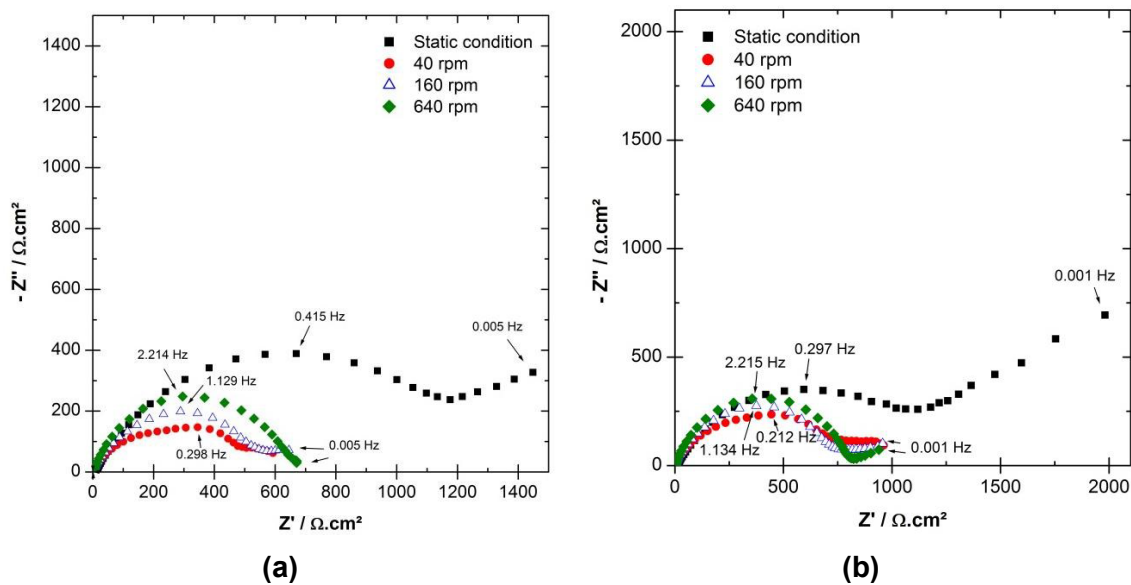 1400
1200
1000
800
600
400
200
0
- Z" / Ω.cm²
Static condition
40 rpm
160 rpm
640 rpm
0.415 Hz
0.005 Hz
2.214 Hz
1.129 Hz
0.298 Hz
0.005 Hz
0 200 400 600 800 1000 1200 1400
Z' / Ω.cm²
(a)
2000
1500
1000
500
0
- Z" / Ω.cm²
Static condition
40 rpm
160 rpm
640 rpm
0.001 Hz
2.215 Hz
0.297 Hz
1.134 Hz
0.212 Hz
0.001 Hz
0 500 1000 1500 2000
Z' / Ω.cm²
(b)